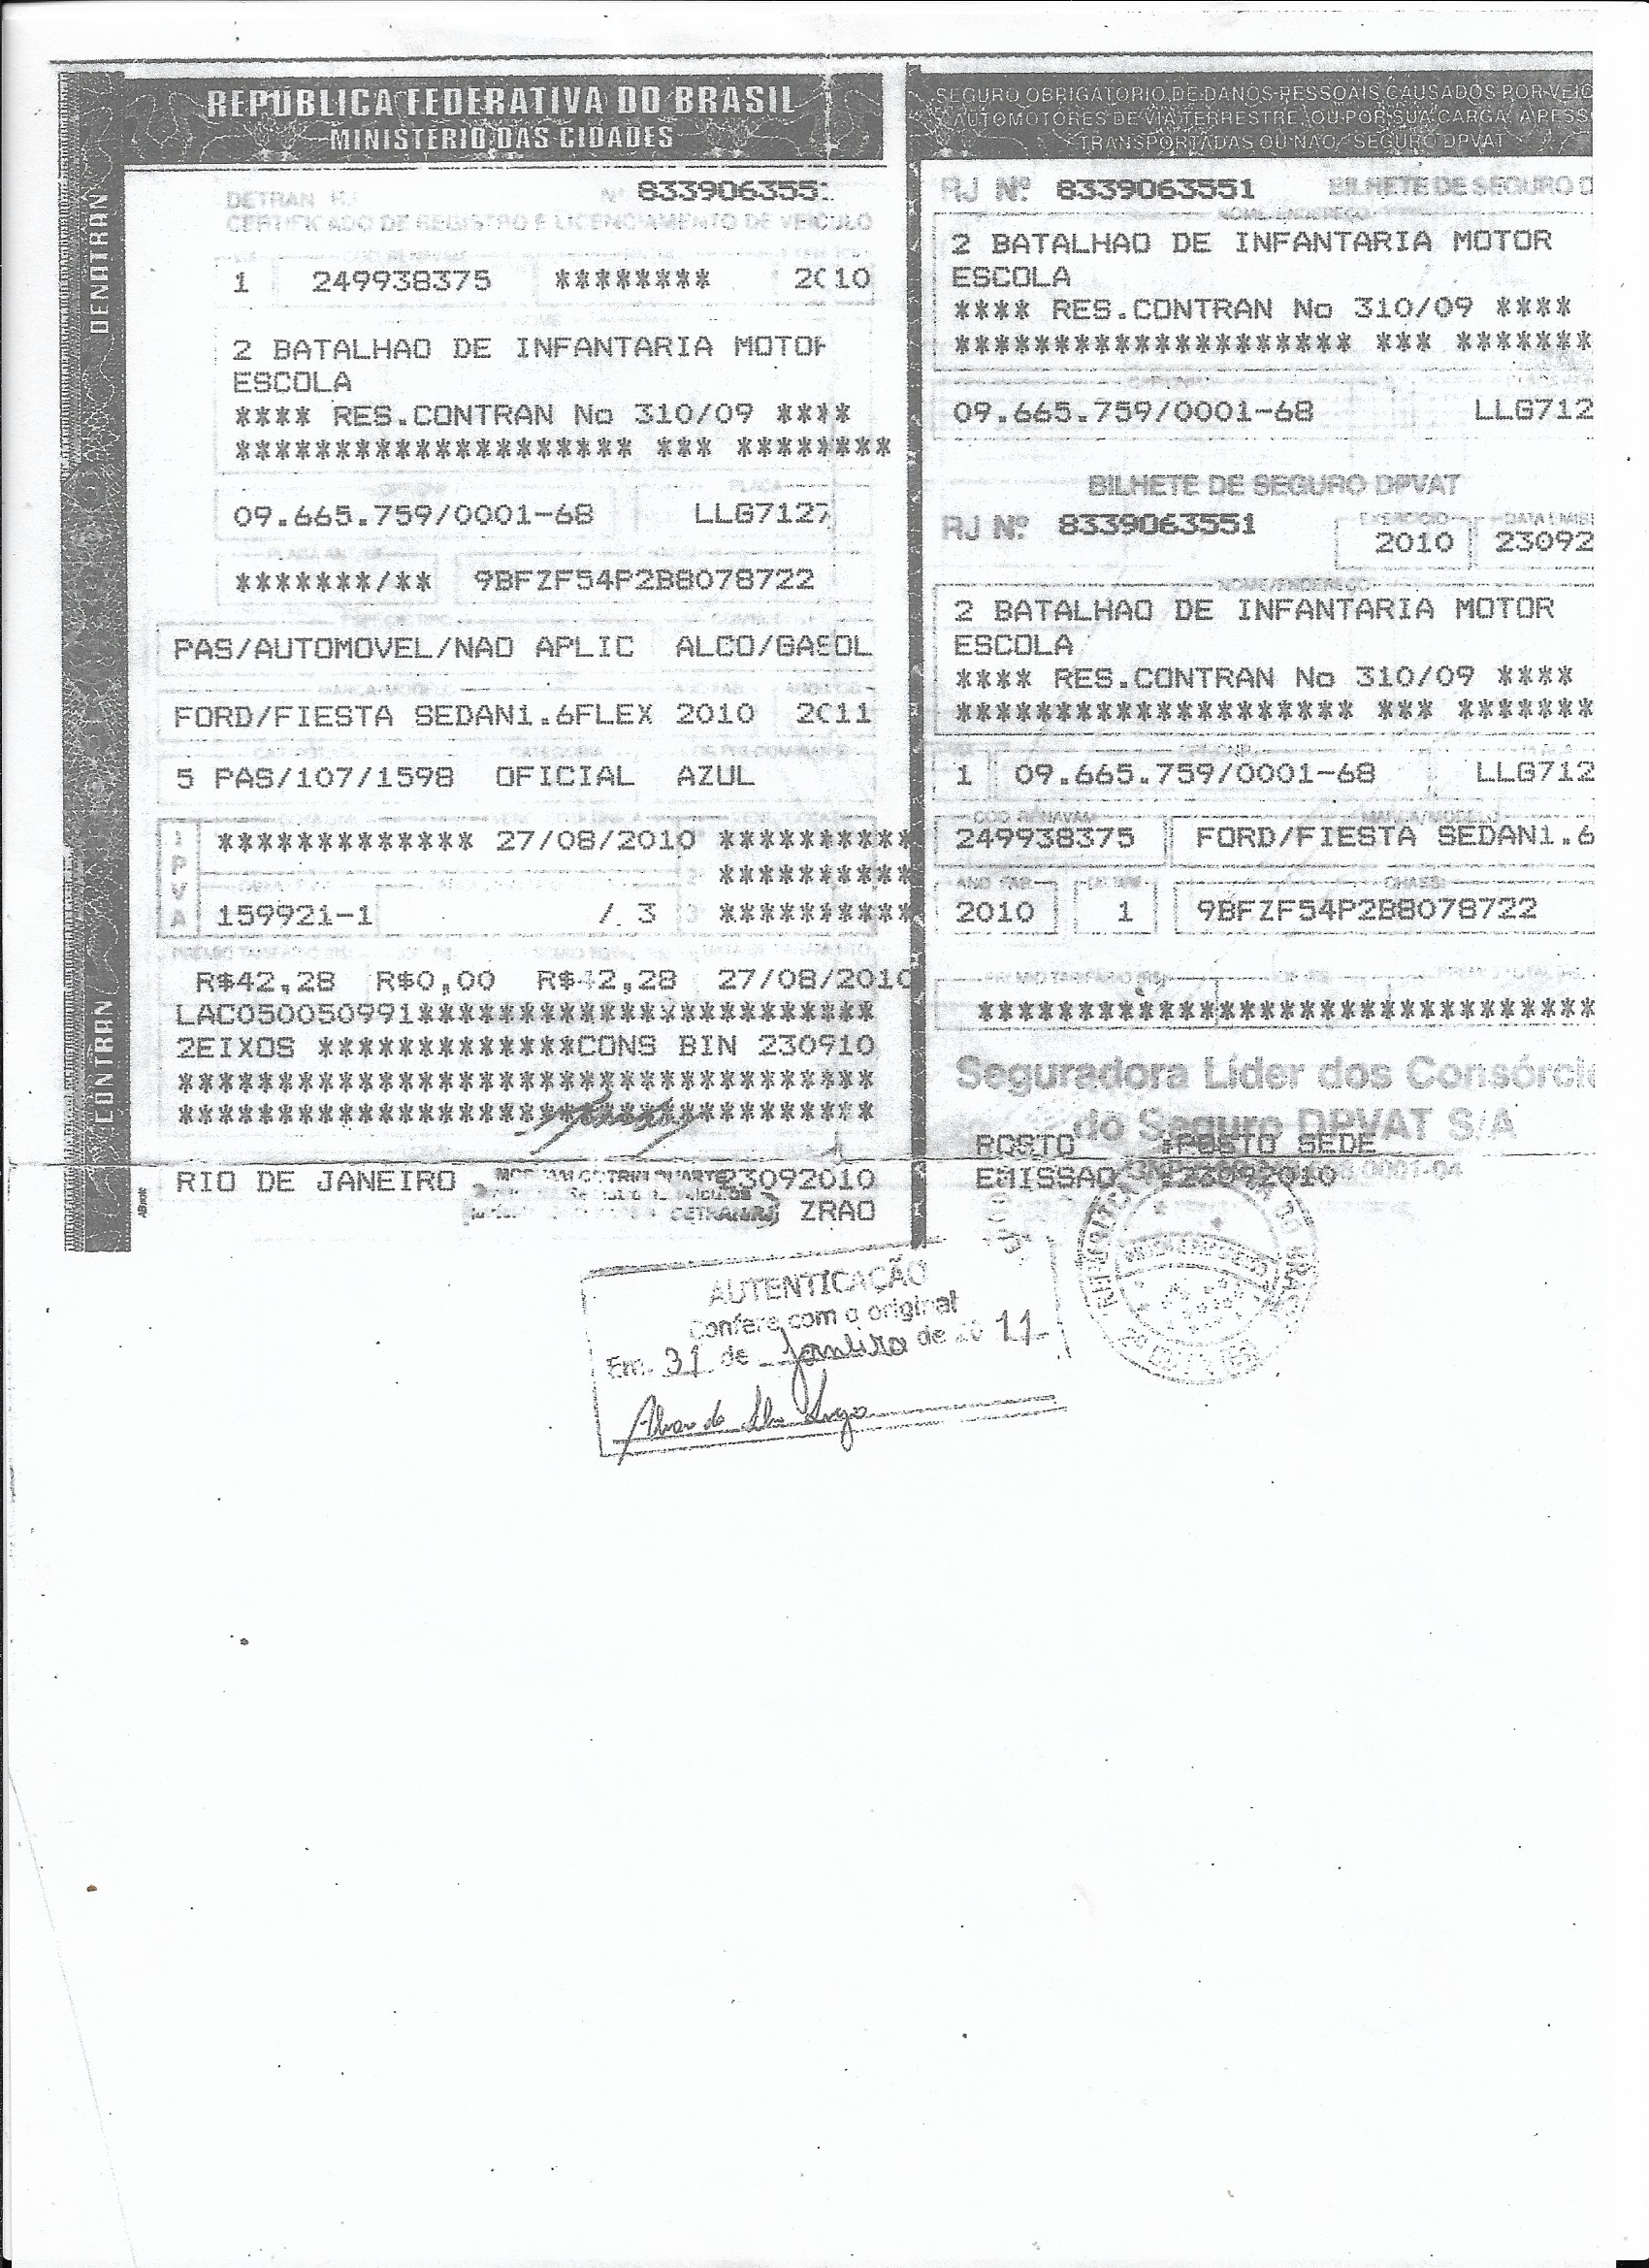 REPÚBLICA FEDERATIVA DO BRASIL
MINISTÉRIO DAS CIDADES
DENATRAN
CONTRAN
DETRAN RJ Nº 833906355
CERTIFICADO DE REGISTRO E LICENCIAMENTO DE VEÍCULO
1 249938375 ******** 2010
NOME
2 BATALHAO DE INFANTARIA MOTOR
ESCOLA
**** RES.CONTRAN No 310/09 ****
******************** *** ********
PLACA
09.665.759/0001-68 LLG7127
*******/** 9BFZF54P2B8078722
PAS/AUTOMOVEL/NAO APLIC ALCO/GASOL
MARCA/MODELO
FORD/FIESTA SEDAN1.6FLEX 2010 2011
CATEGORIA
5 PAS/107/1598 OFICIAL AZUL
IPVA
************* 27/08/2010 **********
**********
159921-1 / 3 **********
R$42,28 R$0,00 R$42,28 27/08/2010
LAC050050991***********************
2EIXOS *************CONS BIN 230910
***********************************
***********************************
RIO DE JANEIRO 23092010
DETRAN/RJ ZRAO
SEGURO OBRIGATÓRIO DE DANOS PESSOAIS CAUSADOS POR VEÍC
AUTOMOTORES DE VIA TERRESTRE, OU POR SUA CARGA, A PESS
TRANSPORTADAS OU NÃO - SEGURO DPVAT
RJ Nº 8339063551 BILHETE DE SEGURO D
NOME/ENDEREÇO
2 BATALHAO DE INFANTARIA MOTOR
ESCOLA
**** RES.CONTRAN No 310/09 ****
******************** *** *******
09.665.759/0001-68 LLG712
BILHETE DE SEGURO DPVAT
RJ Nº 8339063551
EXERCÍCIO
2010 23092
NOME/ENDEREÇO
2 BATALHAO DE INFANTARIA MOTOR
ESCOLA
**** RES.CONTRAN No 310/09 ****
******************** *** *******
1 09.665.759/0001-68 LLG712
COD. RENAVAM MARCA/MODELO
249938375 FORD/FIESTA SEDAN1.6
ANO FAB. CHASSI
2010 1 9BFZF54P2B8078722
PRÊMIO TARIFÁRIO (R$)
*******************************
Seguradora Líder dos Consórcio
do Seguro DPVAT S/A
POSTO :POSTO SEDE
EMISSAO :23092010
AUTENTICAÇÃO
Confere com o original
Em. 31 de janeiro de 2011